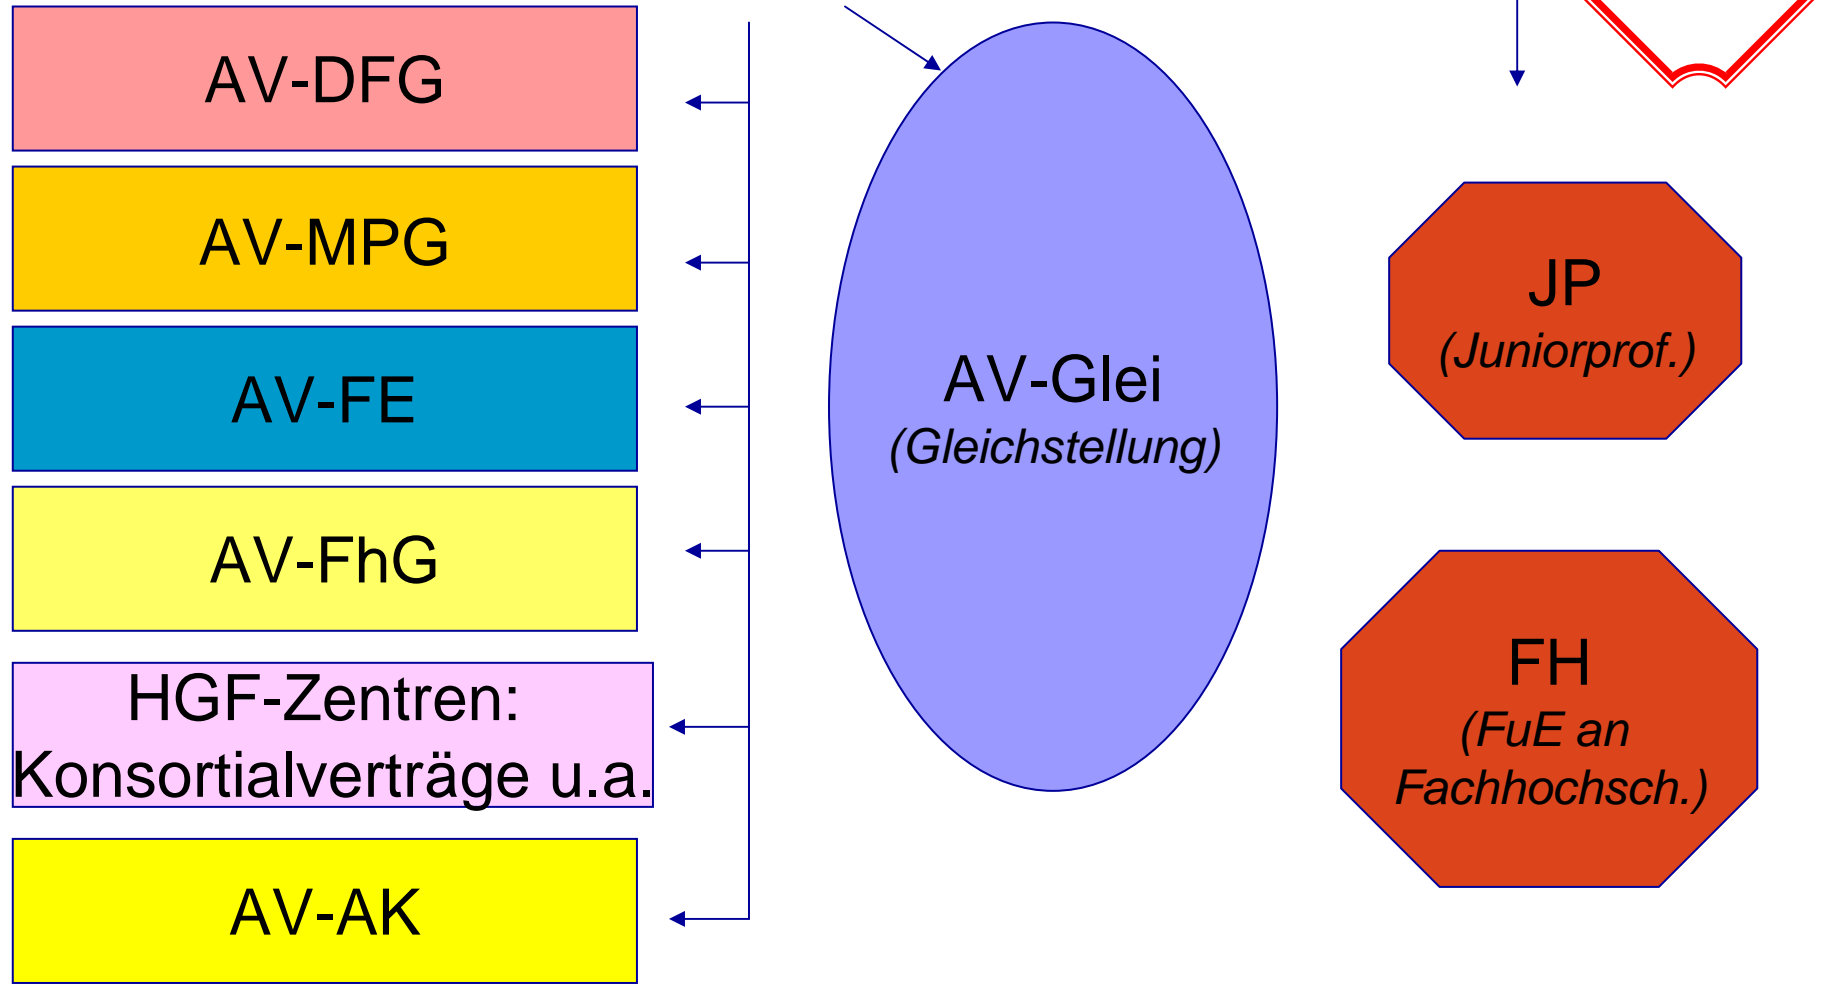 AV-DFG
AV-MPG
AV-FE
AV-FhG
HGF-Zentren:
Konsortialverträge u.a.
AV-AK
AV-Glei
(Gleichstellung)
JP
(Juniorprof.)
FH
(FuE an
Fachhochsch.)